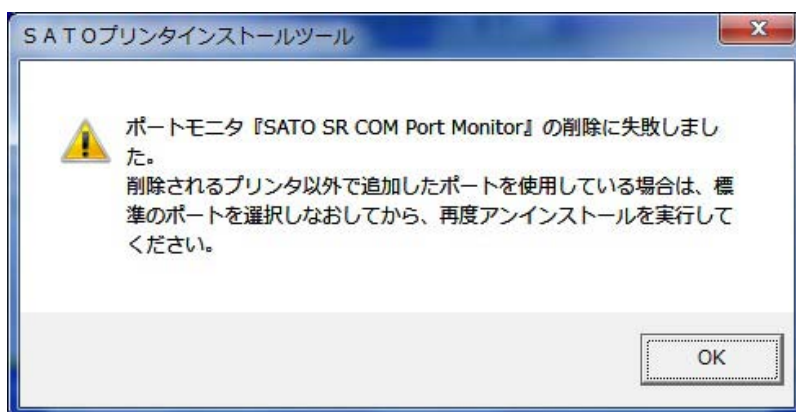 ＳＡＴＯプリンタインストールツール
ポートモニタ『SATO SR COM Port Monitor』の削除に失敗しまし
た。
削除されるプリンタ以外で追加したポートを使用している場合は、標
準のポートを選択しなおしてから、再度アンインストールを実行して
ください。
OK